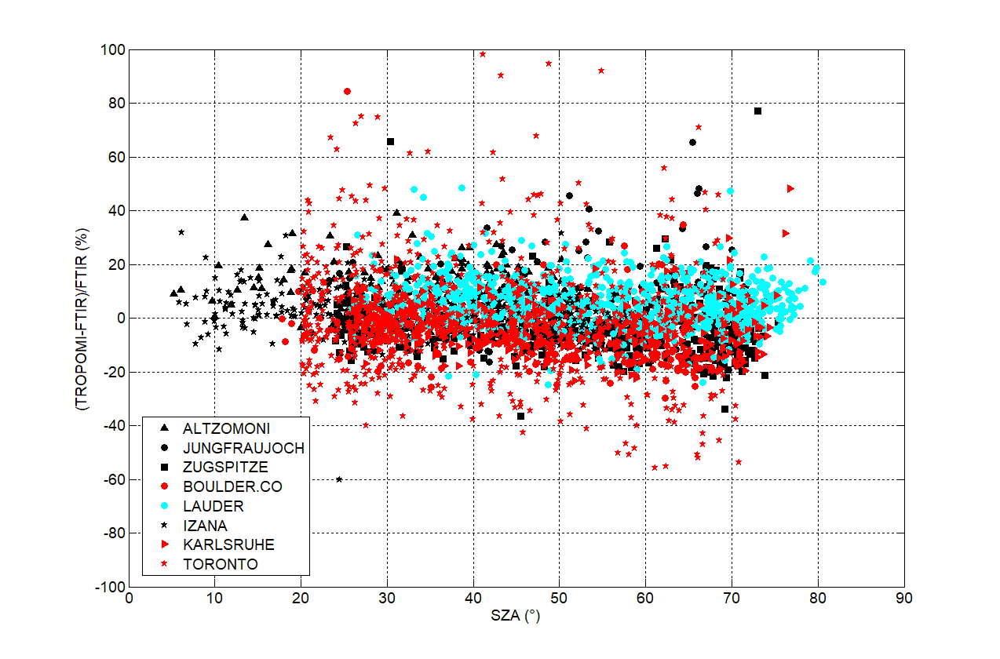 100
80
60
40
20
0
-20
-40
-60
-80
-100
(TROPOMI-FTIR)/FTIR (%)
ALTZOMONI
JUNGFRAUJOCH
ZUGSPITZE
BOULDER.CO
LAUDER
IZANA
KARLSRUHE
TORONTO
0 10 20 30 40 50 60 70 80 90
SZA (°)